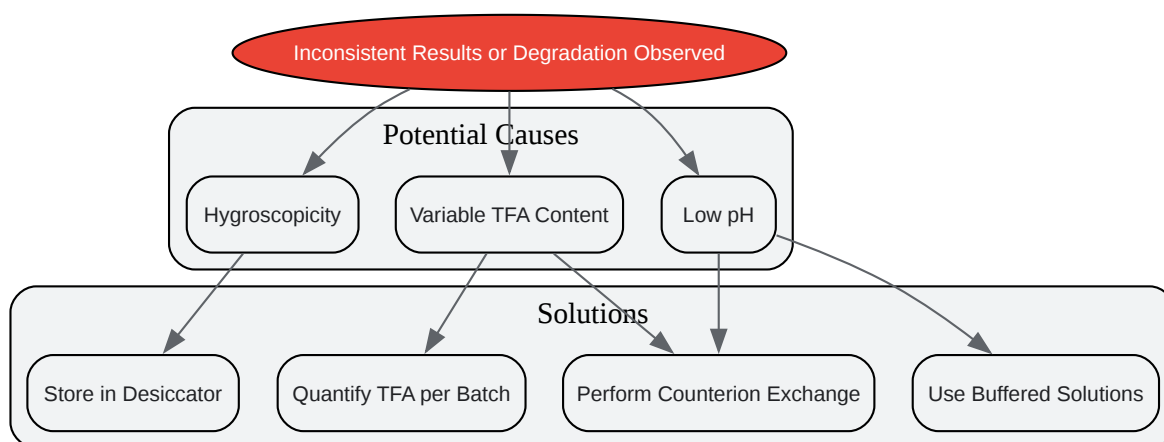 Inconsistent Results or Degradation Observed
Potential Causes
Hygroscopicity
Variable TFA Content
Low pH
Solutions
Store in Desiccator
Quantify TFA per Batch
Perform Counterion Exchange
Use Buffered Solutions